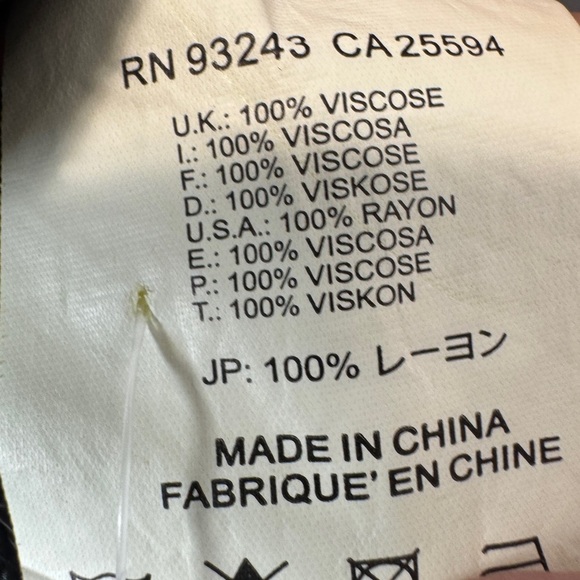 RN 93243 CA 25594
U.K.: 100% VISCOSE
I.: 100% VISCOSA
F.: 100% VISCOSE
D.: 100% VISKOSE
U.S.A.: 100% RAYON
E.: 100% VISCOSA
P.: 100% VISCOSE
T.: 100% VISKON
JP: 100% レーヨン
MADE IN CHINA
FABRIQUE' EN CHINE